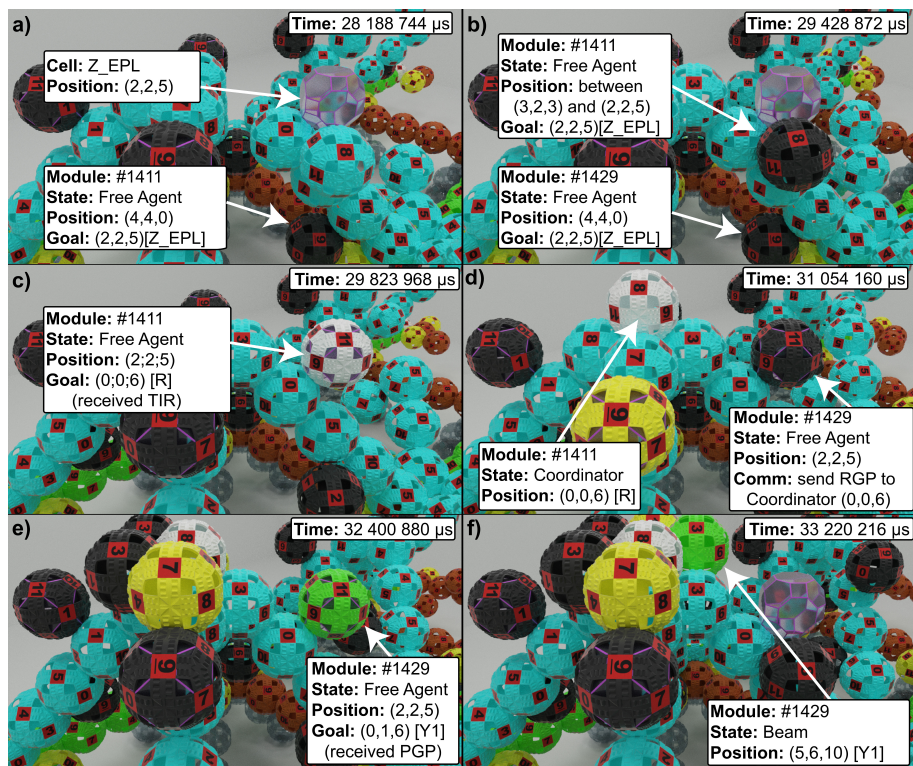 a)
Time: 28 188 744 µs
Cell: Z_EPL
Position: (2,2,5)
Module: #1411
State: Free Agent
Position: (4,4,0)
Goal: (2,2,5)[Z_EPL]
b)
Time: 29 428 872 µs
Module: #1411
State: Free Agent
Position: between
(3,2,3) and (2,2,5)
Goal: (2,2,5)[Z_EPL]
Module: #1429
State: Free Agent
Position: (4,4,0)
Goal: (2,2,5)[Z_EPL]
c)
Time: 29 823 968 µs
Module: #1411
State: Free Agent
Position: (2;2;5)
Goal: (0;0;6) [R]
(received TIR)
d)
Time: 31 054 160 µs
Module: #1411
State: Coordinator
Position: (0,0,6) [R]
Module: #1429
State: Free Agent
Position: (2,2,5)
Comm: send RGP to
Coordinator (0,0,6)
e)
Time: 32 400 880 µs
Module: #1429
State: Free Agent
Position: (2,2,5)
Goal: (0,1,6) [Y1]
(received PGP)
f)
Time: 33 220 216 µs
Module: #1429
State: Beam
Position: (5,6,10) [Y1]